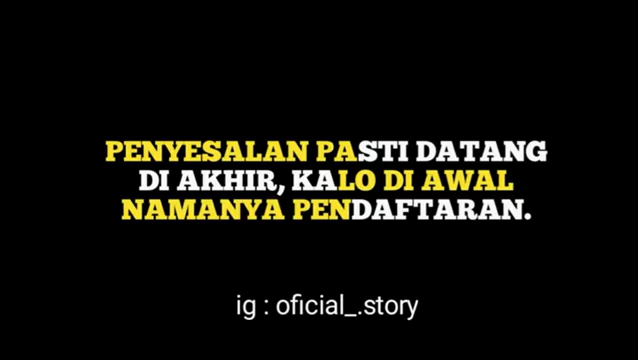 PENYESALAN PASTI DATANG
DI AKHIR, KALO DI AWAL
NAMANYA PENDAFTARAN.
ig : oficial_.story